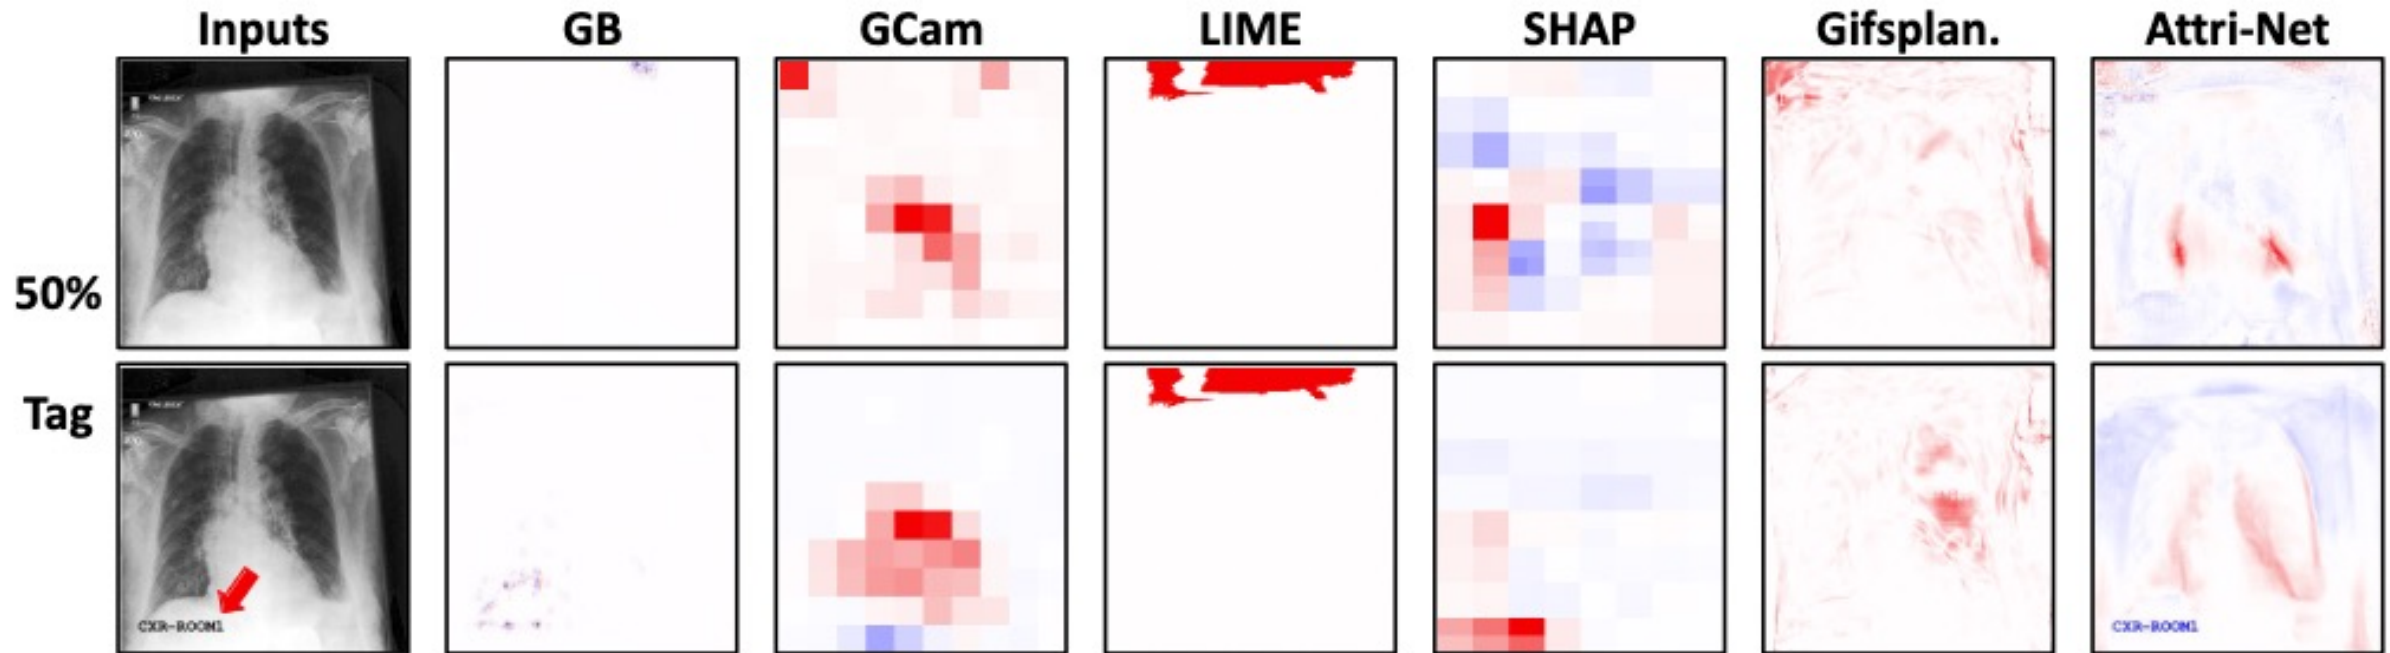 Inputs GB GCam LIME SHAP Gifsplan. Attri-Net
50%
Tag
CXR-ROOM1
CXR-ROOM1